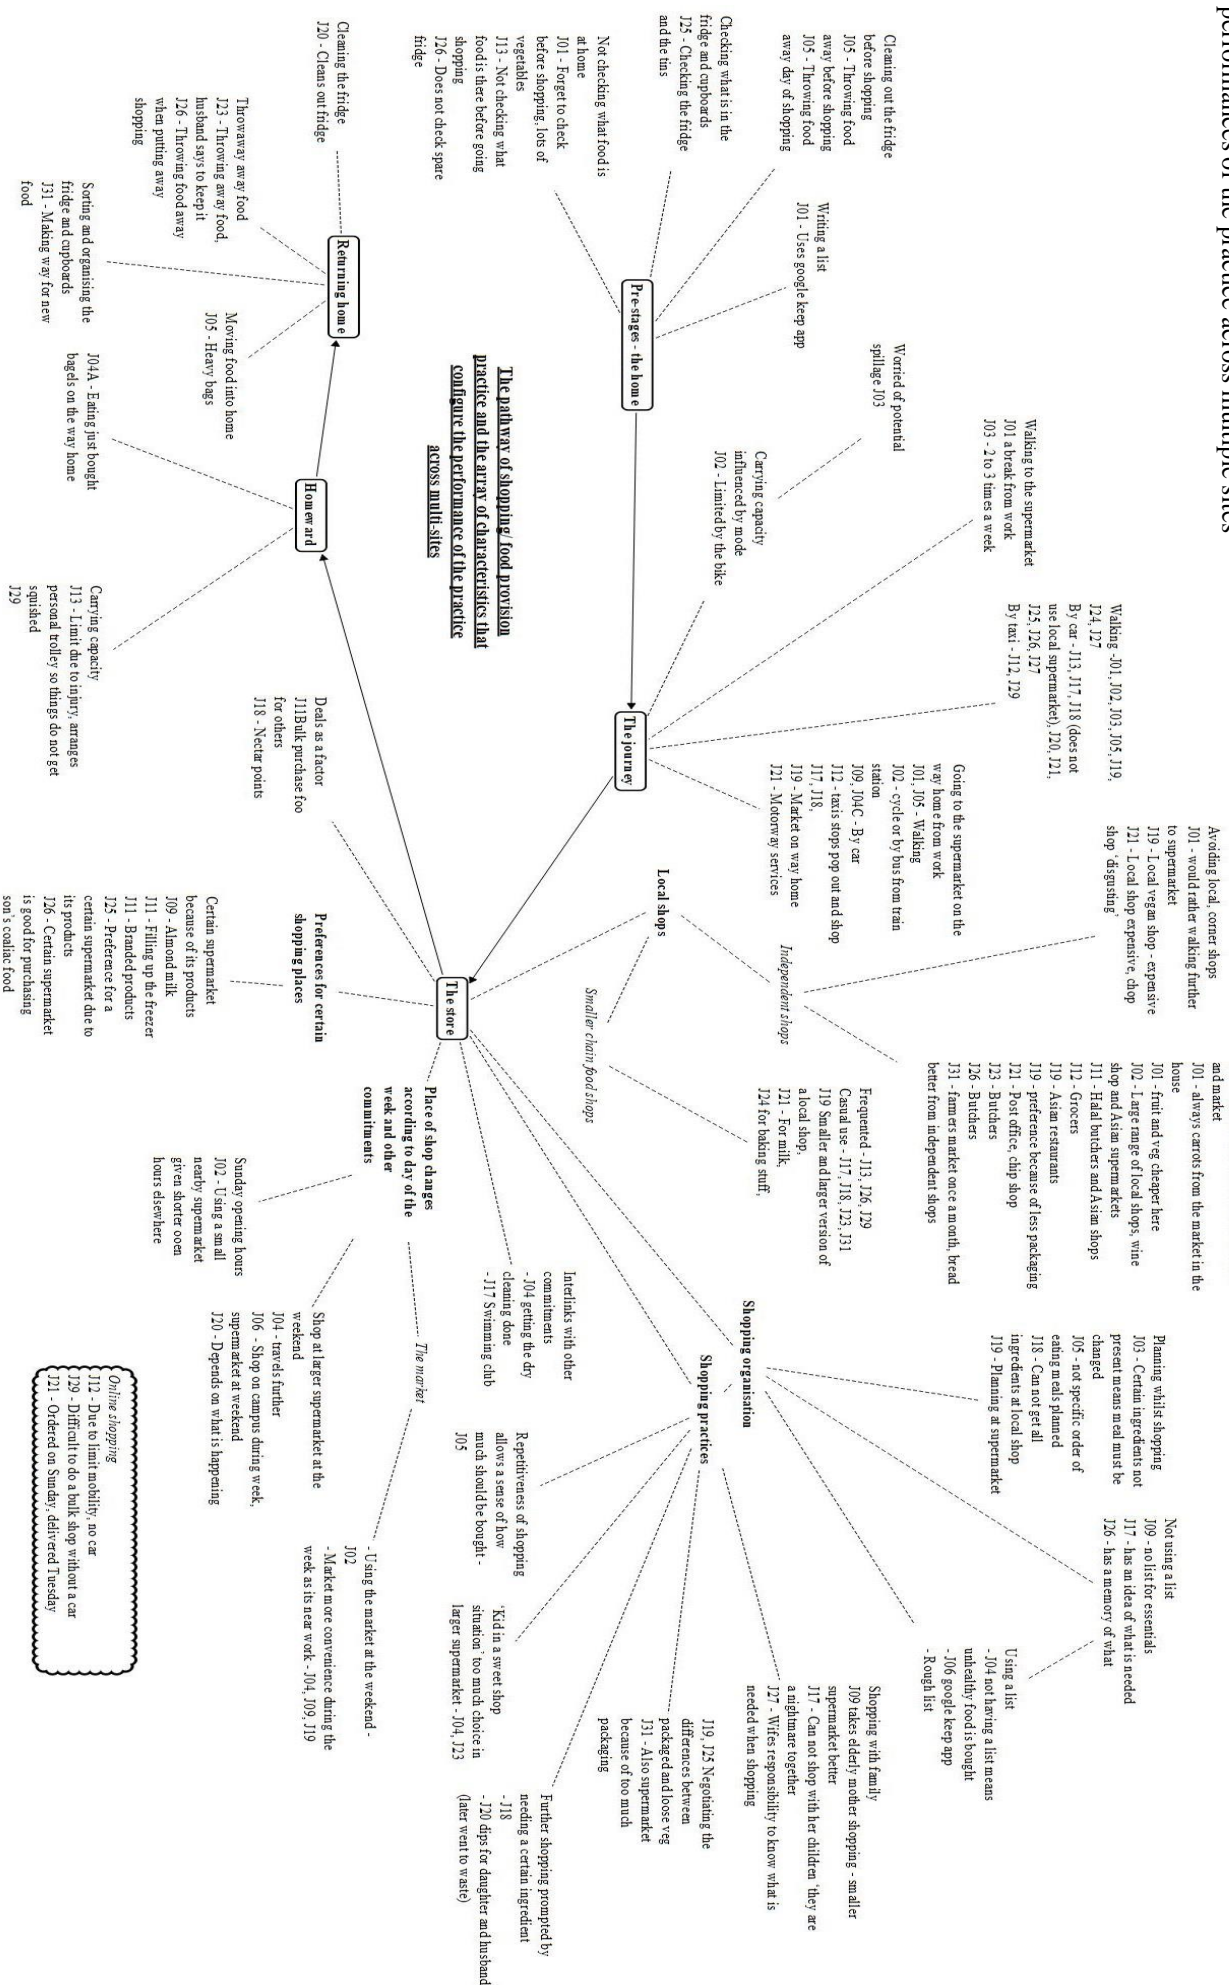 performances of the practice across multiple sites
Cleaning out the fridge
before shopping
J05 - Throwing food
away before shopping
J05 - Throwing food
away day of shopping
Checking what is in the
fridge and cupboards
J25 - Checking the fridge
and the tins
Not checking what food is
at home
J01 - Forget to check
before shopping, lots of
vegetables
J13 - Not checking what
food is there before going
shopping
J26 - Does not check spare
fridge
Writing a list
J01 - Uses google keep app
Pre-stages - the home
Worried of potential
spillage J03
Carrying capacity
influenced by mode
J02 - Limited by the bike
Walking to the supermarket
J01 a break from work
J03 - 2 to 3 times a week
Walking -J01, J02, J03, J05, J19,
J24, J27
By car - J13, J17, J18 (does not
use local supermarket), J20, J21,
J25, J26, J27
By taxi - J12, J29
Going to the supermarket on the
way home from work
J01, J05 - Walking
J02 - cycle or by bus from train
station
J09, J04C - By car
J12 - taxis stops pop out and shop
J17, J18,
J19 - Market on way home
J21 - Motorway services
The journey
The pathway of shopping/ food provision
practice and the array of characteristics that
configure the performance of the practice
across multi-sites
Cleaning the fridge
J20 - Cleans out fridge
Throwaway away food
J23 - Throwing away food,
husband says to keep it
J26 - Throwing food away
when putting away
shopping
Sorting and organising the
fridge and cupboards
J31 - Making way for new
food
Moving food into home
J05 - Heavy bags
Returning home
J04A - Eating just bought
bagels on the way home
Homeward
Carrying capacity
J13 - Limit due to injury, arranges
personal trolley so things do not get
squished
J29
Deals as a factor
J11Bulk purchase foo
for others
J18 - Nectar points
Preferences for certain
shopping places
Certain supermarket
because of its products
J09 - Almond milk
J11 - Filling up the freezer
J11 - Branded products
J25 - Preference for a
certain supermarket due to
its products
J26 - Certain supermarket
is good for purchasing
son's coaliac food
The store
Local shops
Independent shops
Smaller chain food shops
Avoiding local, corner shops
J01 - would rather walking further
to supermarket
J19 - Local vegan shop - expensive
J21 - Local shop expensive, chop
shop 'disgusting'
and market
J01 - always carrots from the market in the
house
J01 - fruit and veg cheaper here
J02 - Large range of local shops, wine
shop and Asian supermarkets
J11 - Halal butchers and Asian shops
J12 - Grocers
J19 - Asian restaurants
J19 - preference because of less packaging
J21 - Post office, chip shop
J23 - Butchers
J26 - Butchers
J31 - farmers market once a month, bread
better from independent shops
Frequented - J13, J26, J29
Casual use - J17, J18, J23, J31
J19 Smaller and larger version of
a local shop,
J21 - For milk,
J24 for baking stuff,
Place of shop changes
according to day of the
week and other
commitments
Sunday opening hours
J02 - Using a small
nearby supermarket
given shorter ooen
hours elsewhere
Shop at larger supermarket at the
weekend
J04 - travels further
J06 - Shop on campus during week,
supermarket at weekend
J20 - Depends on what is happening
The market
- Using the market at the weekend -
J02
- Market more convenience during the
week as its near work - J04, J09, J19
Interlinks with other
commitments
- J04 getting the dry
cleaning done
- J17 Swimming club
Shopping organisation
Shopping practices
Planning whilst shopping
J03 - Certain ingredients not
present means meal must be
changed
J05 - not specific order of
eating meals planned
J18 - Can not get all
ingredients at local shop
J19 - Planning at supermarket
Not using a list
J09 - no list for essentials
J17 - has an idea of what is needed
J26 - has a memory of what
Using a list
- J04 not having a list means
unhealthy food is bought
- J06 google keep app
- Rough list
Shopping with family
J09 takes elderly mother shopping - smaller
supermarket better
J17 - Can not shop with her children 'they are
a nightmare together
J27 - Wifes responsibility to know what is
needed when shopping
J19, J25 Negotiating the
differences between
packaged and loose veg
J31 - Also supermarket
because of too much
packaging
Further shopping prompted by
needing a certain ingredient
- J18
- J20 dips for daughter and husband
(later went to waste)
'Kid in a sweet shop
situation' too much choice in
larger supermarket - J04, J23
Repetitiveness of shopping
allows a sense of how
much should be bought -
J05
Online shopping
J12 - Due to limit mobility, no car
J29 - Difficult to do a bulk shop without a car
J21 - Ordered on Sunday, delivered Tuesday